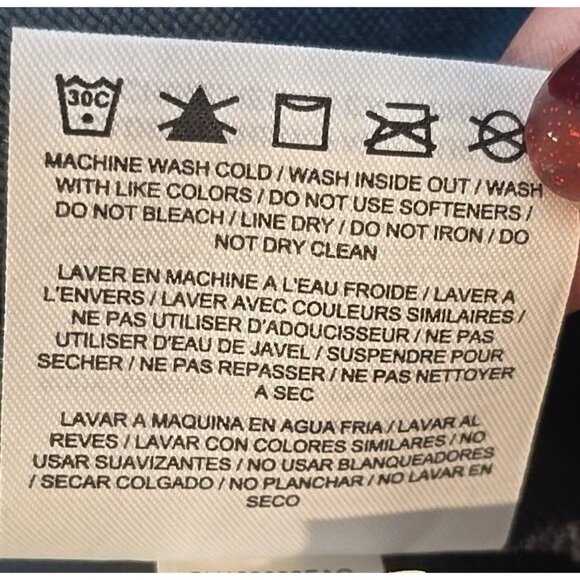 30C
MACHINE WASH COLD / WASH INSIDE OUT / WASH
WITH LIKE COLORS / DO NOT USE SOFTENERS /
DO NOT BLEACH / LINE DRY / DO NOT IRON / DO
NOT DRY CLEAN
LAVER EN MACHINE A L'EAU FROIDE / LAVER A
L'ENVERS / LAVER AVEC COULEURS SIMILAIRES /
NE PAS UTILISER D'ADOUCISSEUR / NE PAS
UTILISER D'EAU DE JAVEL / SUSPENDRE POUR
SECHER / NE PAS REPASSER / NE PAS NETTOYER
A SEC
LAVAR A MAQUINA EN AGUA FRIA / LAVAR AL
REVES / LAVAR CON COLORES SIMILARES / NO
USAR SUAVIZANTES / NO USAR BLANQUEADORES
/ SECAR COLGADO / NO PLANCHAR / NO LAVAR EN
SECO